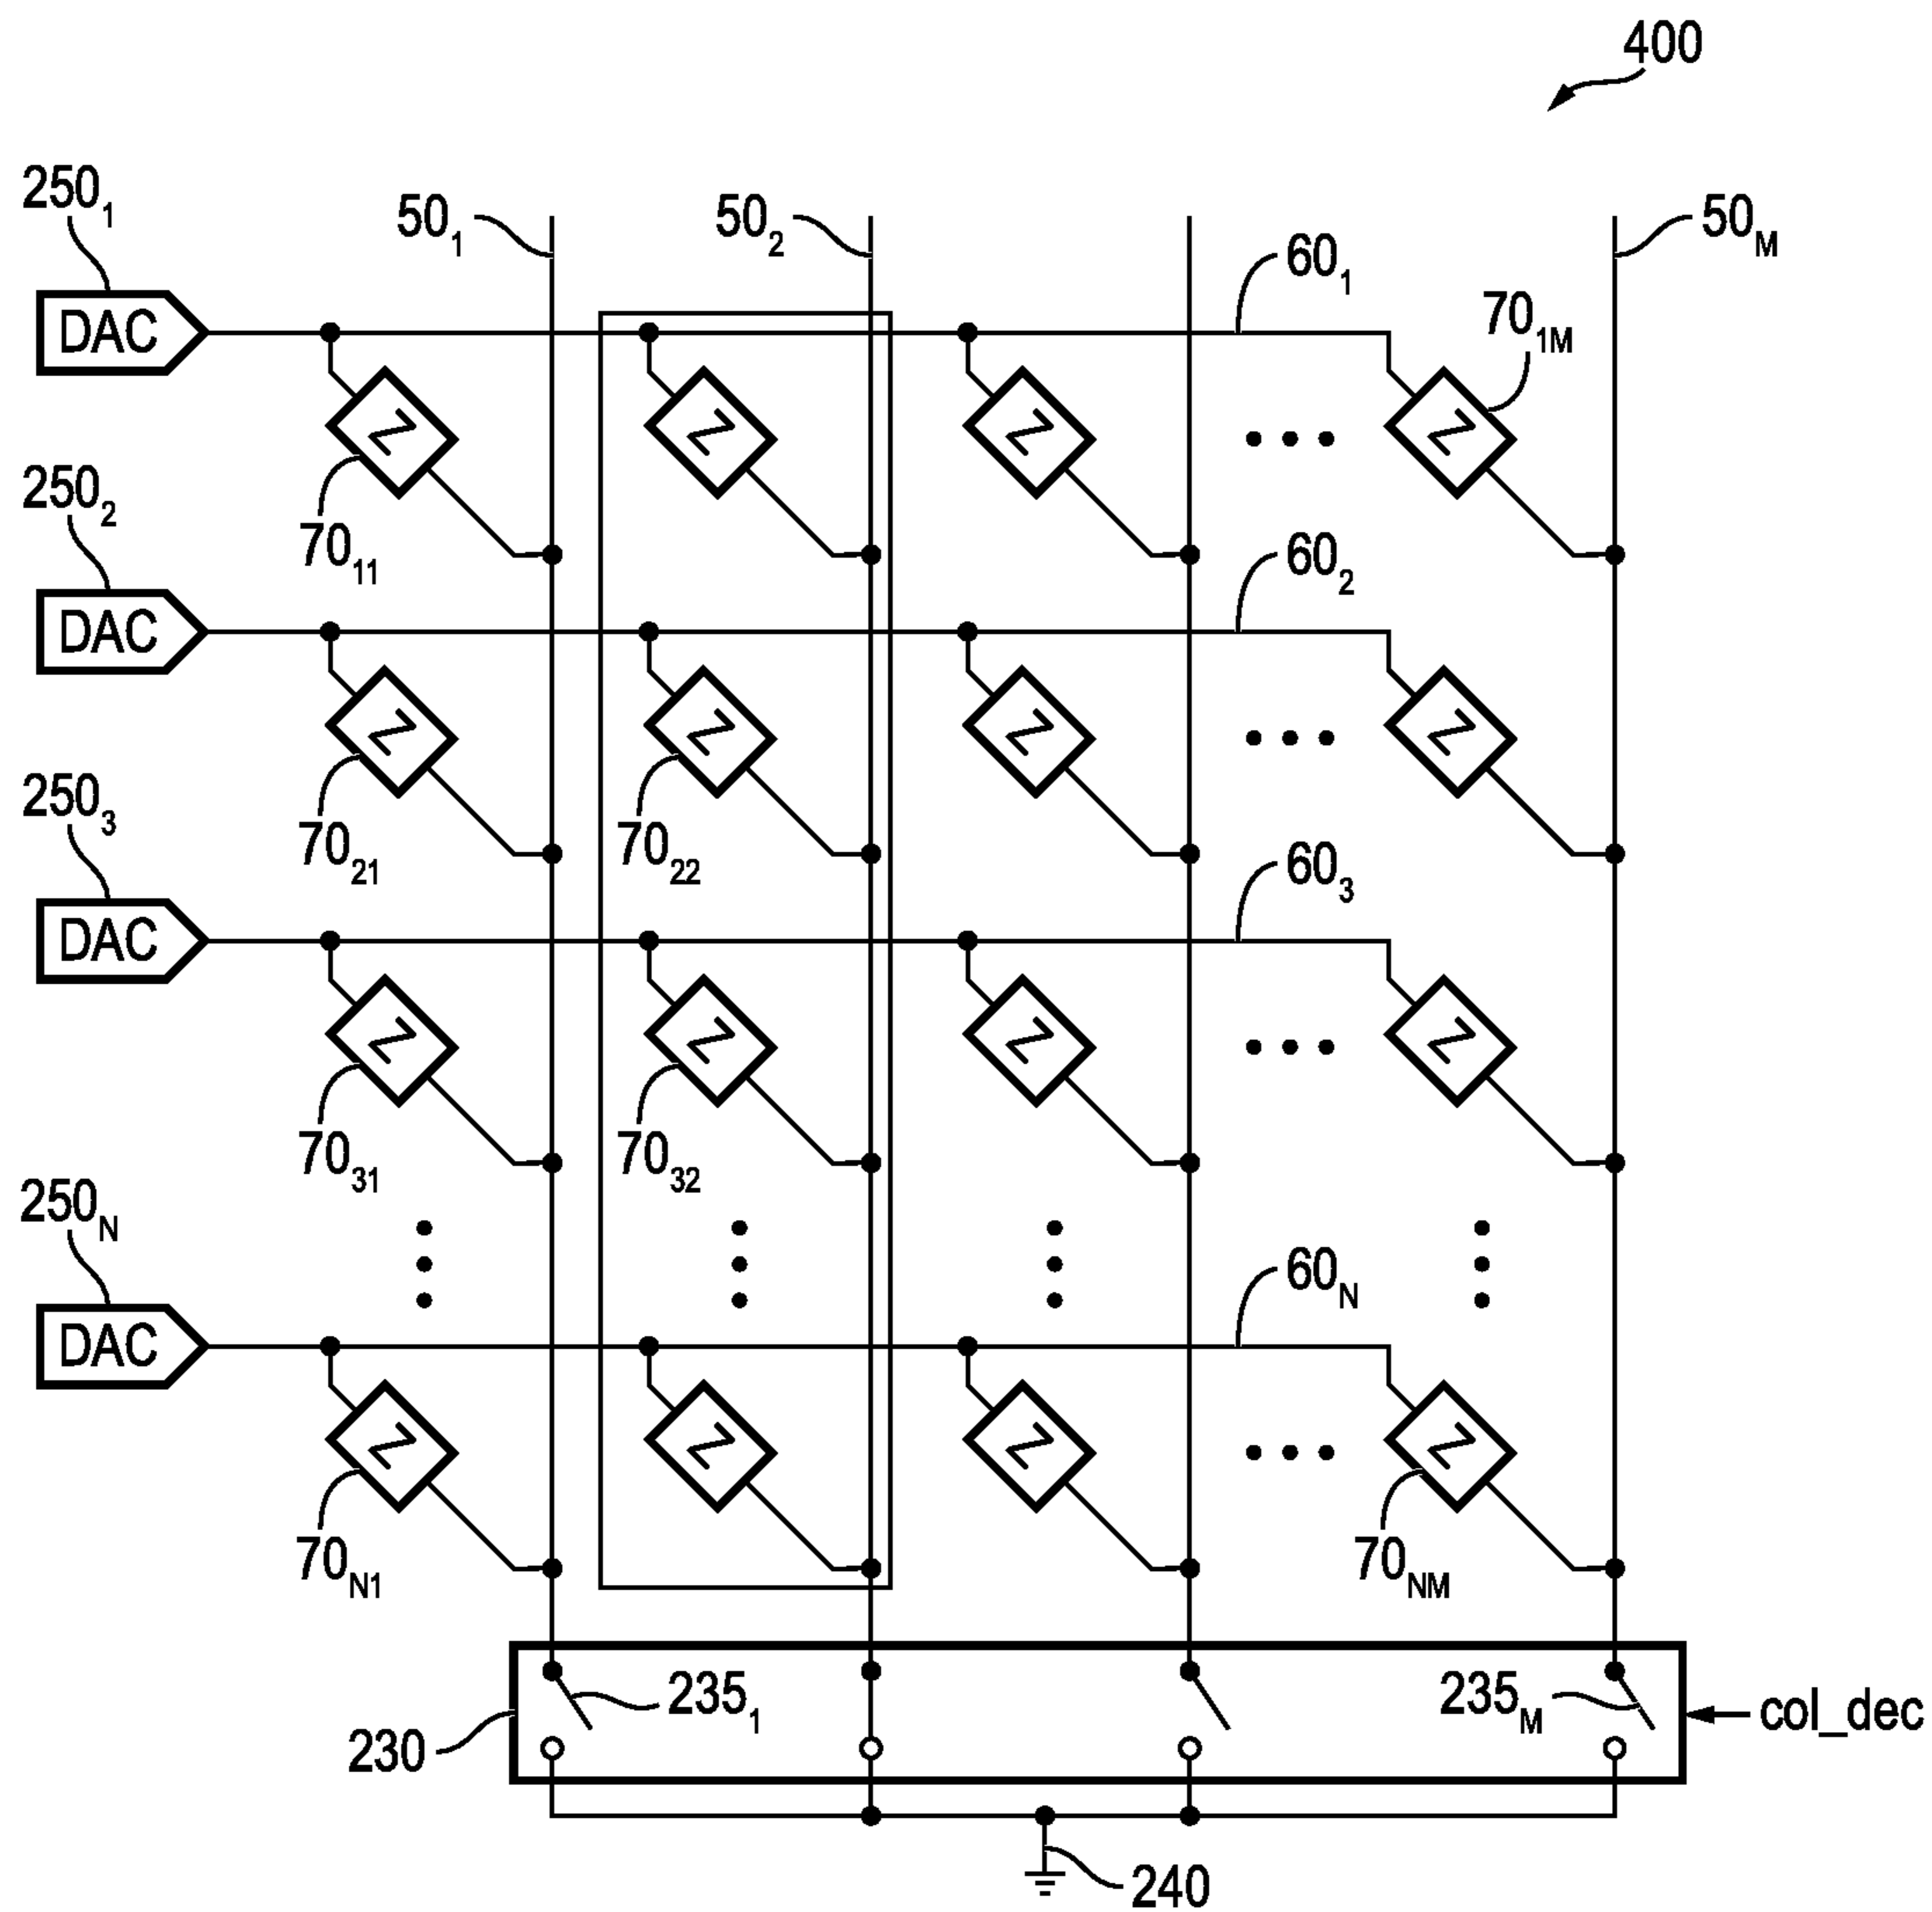 400
250₁
50₁
50₂
50M
60₁
DAC
70₁M
Z Z Z Z
70₁₁
250₂
60₂
DAC
Z Z Z Z
70₂₁
70₂₂
250₃
60₃
DAC
Z Z Z Z
70₃₁
70₃₂
250N
60N
DAC
Z Z Z Z
70N1
70NM
235₁
235M
col_dec
230
240